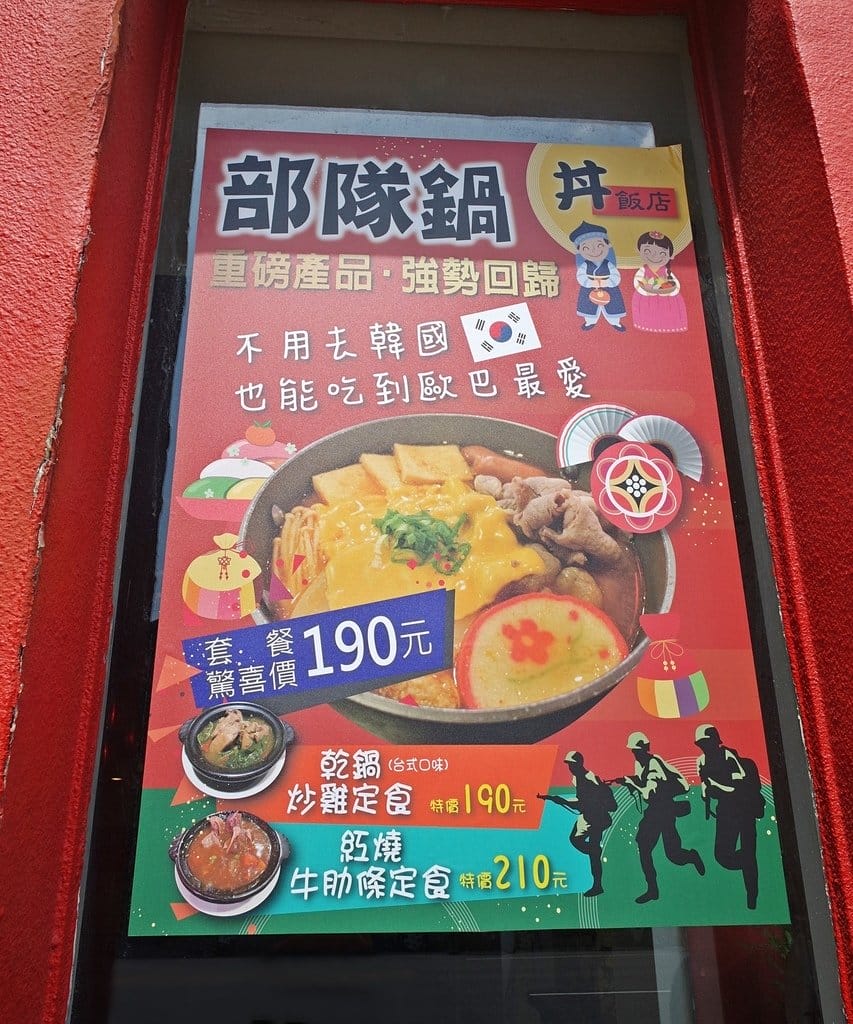 部隊鍋
丼飯店
重磅產品·強勢回歸
不用去韓國
也能吃到歐巴最愛
套.餐
驚喜價190元
乾鍋(台式口味)
炒雞定食 特價190元
紅燒
牛肋條定食 特價210元